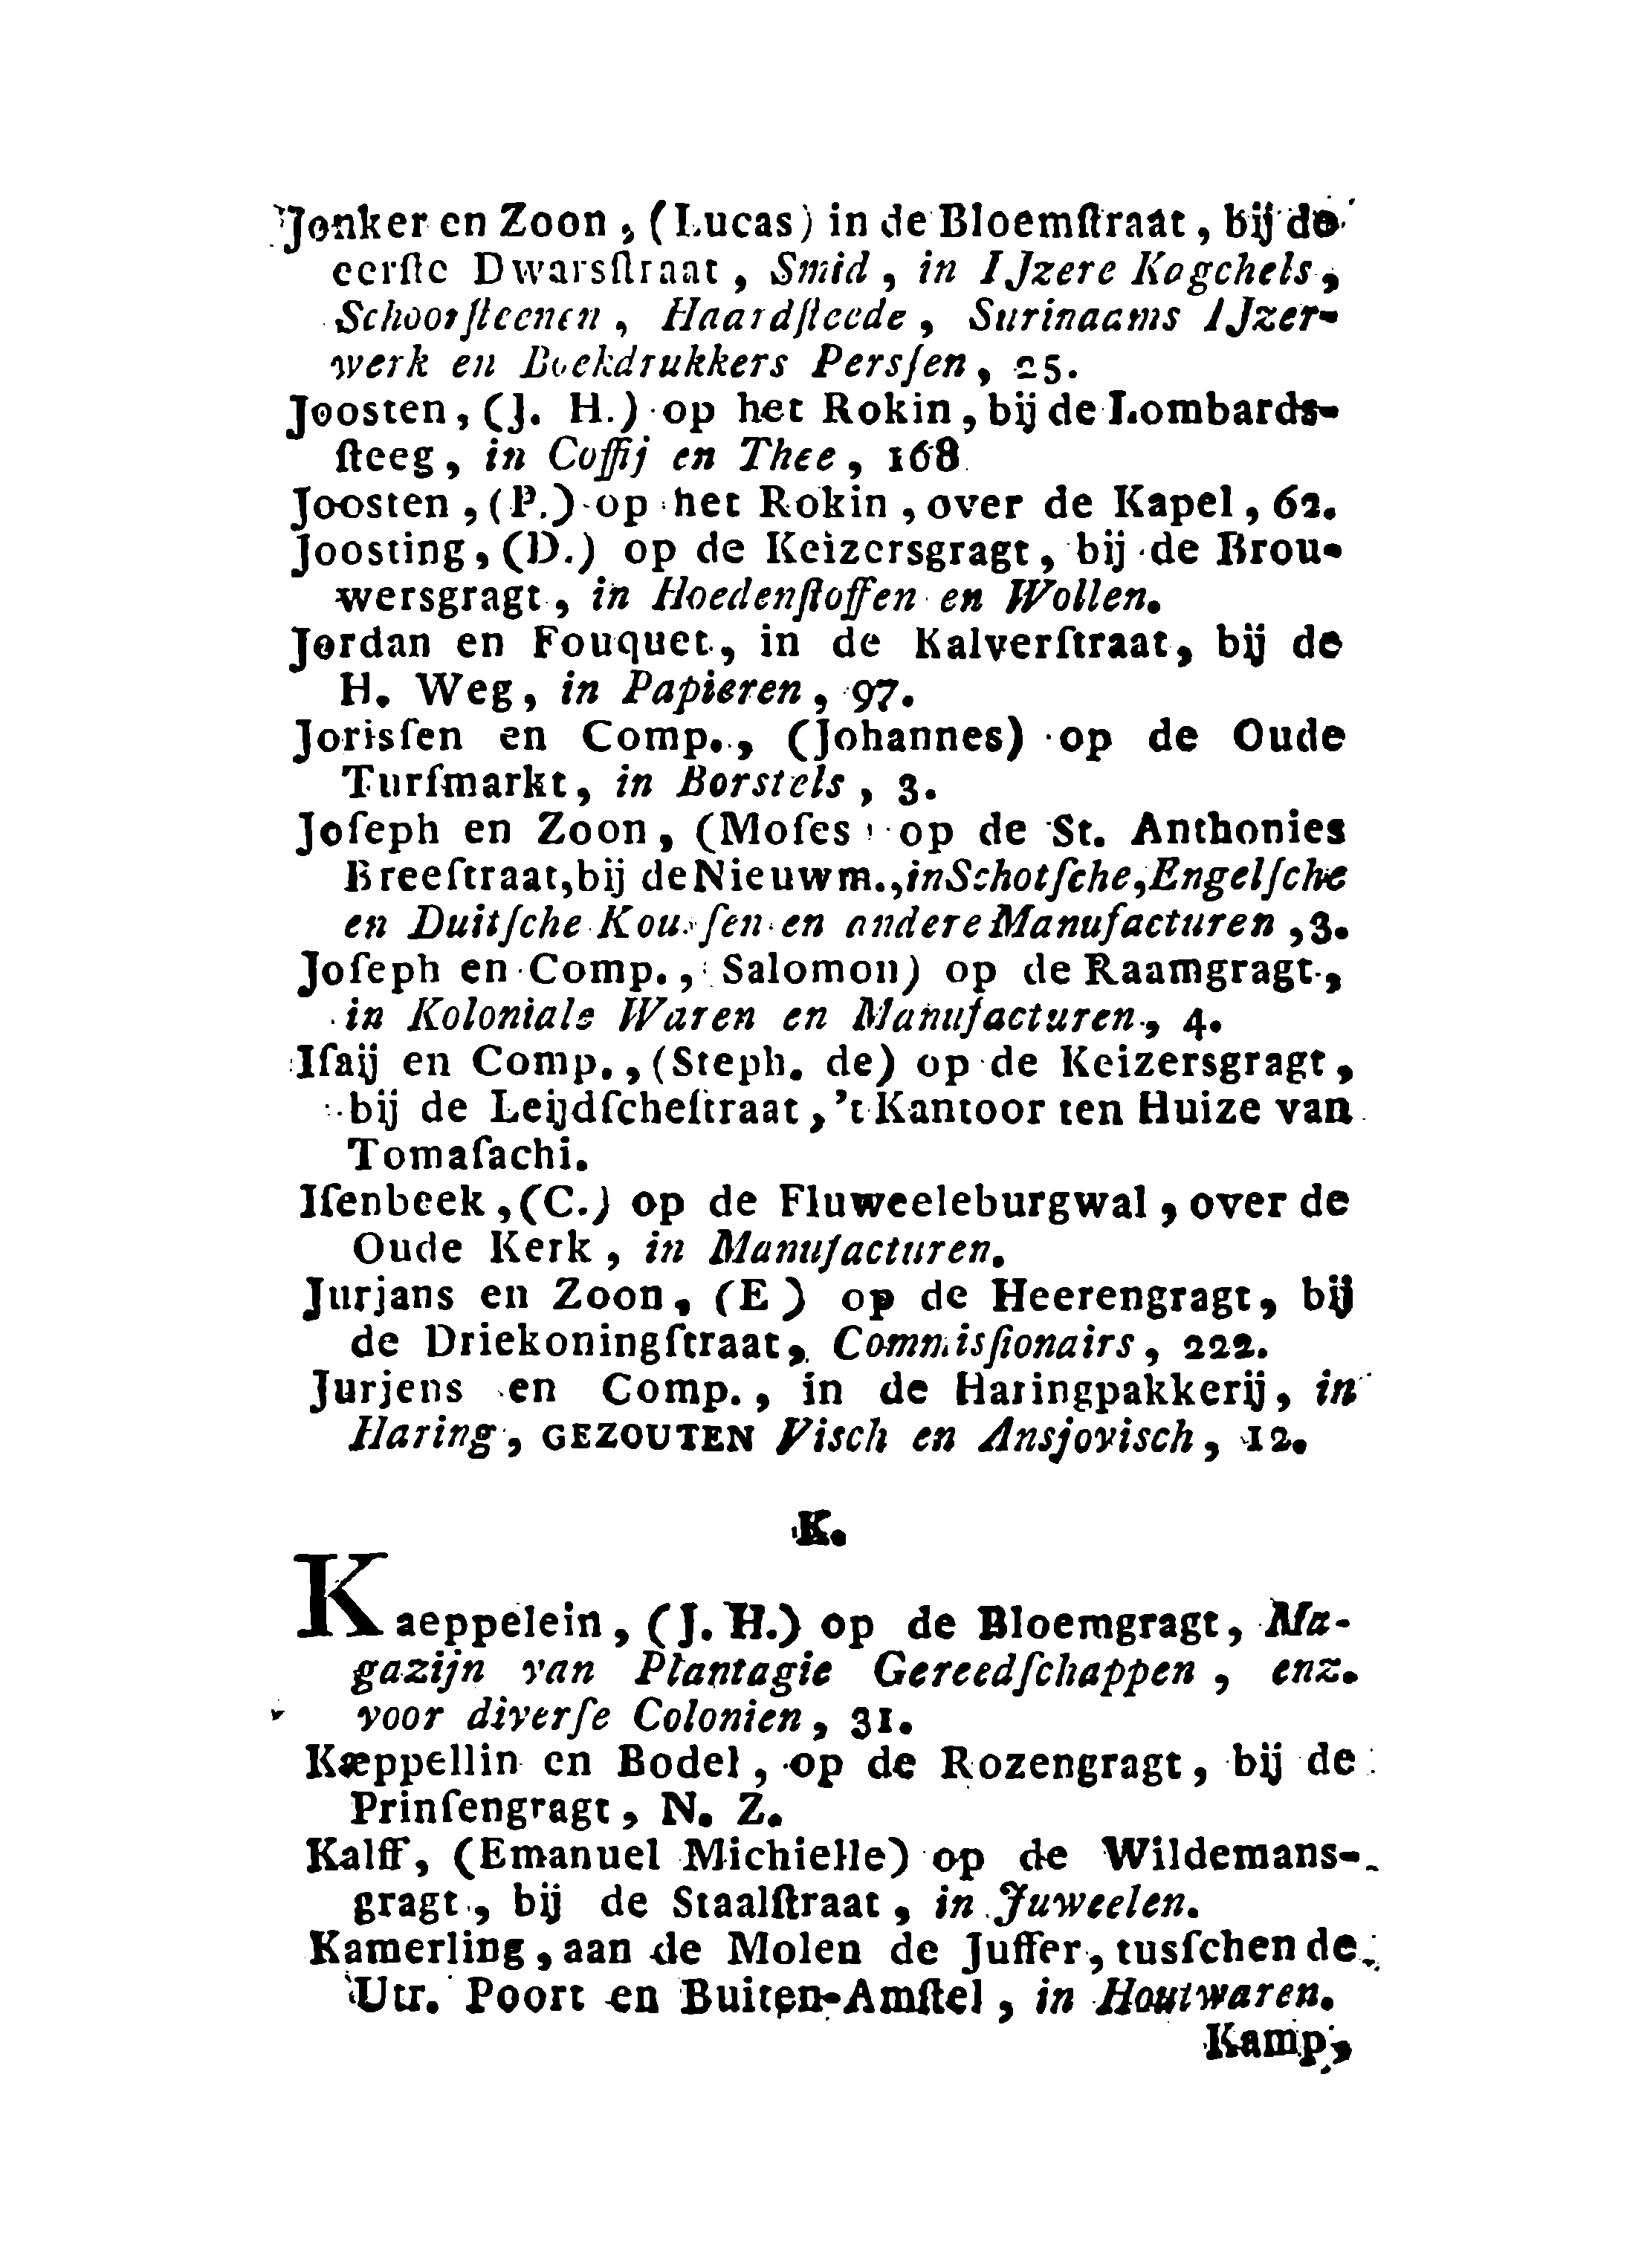 Jonker en Zoon, (Lucas) in de Bloemſtraat, bij de
eerſte Dwarsſtraat, Smid, in IJzere Kogchels,
Schoorſteenen, Haardſteede, Surinaams IJzer-
werk en Boekdrukkers Persſen, 25.
Joosten, (J. H.) op het Rokin, bij de Lombards-
ſteeg, in Coffij en Thee, 168
Joosten, (P.) op het Rokin, over de Kapel, 62.
Joosting, (D.) op de Keizersgragt, bij de Brou-
wersgragt, in Hoedenſtoffen en Wollen.
Jordan en Fouquet, in de Kalverſtraat, bij de
H. Weg, in Papieren, 97.
Jorisſen en Comp., (Johannes) op de Oude
Turfmarkt, in Borstels, 3.
Joſeph en Zoon, (Moſes) op de St. Anthonies
Breeſtraat, bij de Nieuwm., in Schotſche, Engelſche
en Duitſche Kousſen en andere Manufacturen, 3.
Joſeph en Comp., Salomon) op de Raamgragt,
in Koloniale Waren en Manufacturen, 4.
Iſaij en Comp., (Steph. de) op de Keizersgragt,
bij de Leijdſcheſtraat, 't Kantoor ten Huize van
Tomaſachi.
Iſenbeek, (C.) op de Fluweeleburgwal, over de
Oude Kerk, in Manufacturen.
Jurjans en Zoon, (E) op de Heerengragt, bij
de Driekoningſtraat, Commisſionairs, 222.
Jurjens en Comp., in de Haringpakkerij, in
Haring, GEZOUTEN Visch en Ansjovisch, 12.
K.
Kaeppelein, (J. H.) op de Bloemgragt, Ma-
gazijn van Plantagie Gereedſchappen, enz.
voor diverſe Colonien, 31.
Kæppellin en Bodel, op de Rozengragt, bij de
Prinſengragt, N. Z.
Kalff, (Emanuel Michielle) op de Wildemans-
gragt, bij de Staalſtraat, in Juweelen.
Kamerling, aan de Molen de Juffer, tusſchen de
Utr. Poort en Buiten-Amſtel, in Houtwaren.
Kamp,